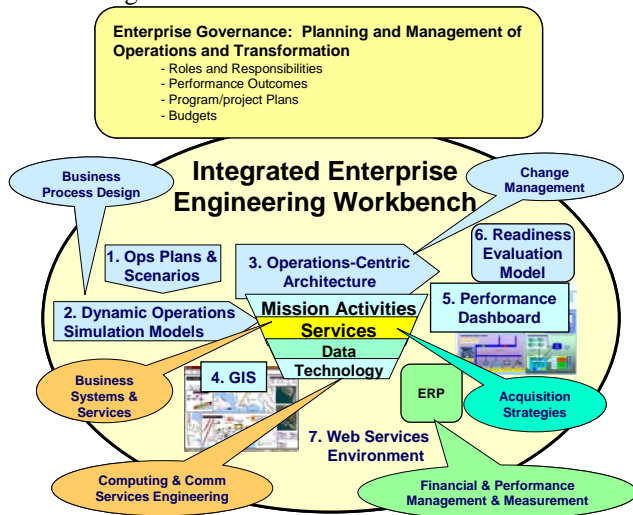 Enterprise Governance: Planning and Management of
Operations and Transformation
- Roles and Responsibilities
- Performance Outcomes
- Program/project Plans
- Budgets
Business
Process Design
Integrated Enterprise
Engineering Workbench
Change
Management
1. Ops Plans &
Scenarios
3. Operations-Centric
Architecture
6. Readiness
Evaluation
Model
2. Dynamic Operations
Simulation Models
Mission Activities
Services
Data
Technology
5. Performance
Dashboard
4. GIS
Business
Systems &
Services
ERP
Acquisition
Strategies
7. Web Services
Environment
Computing & Comm
Services Engineering
Financial & Performance
Management & Measurement